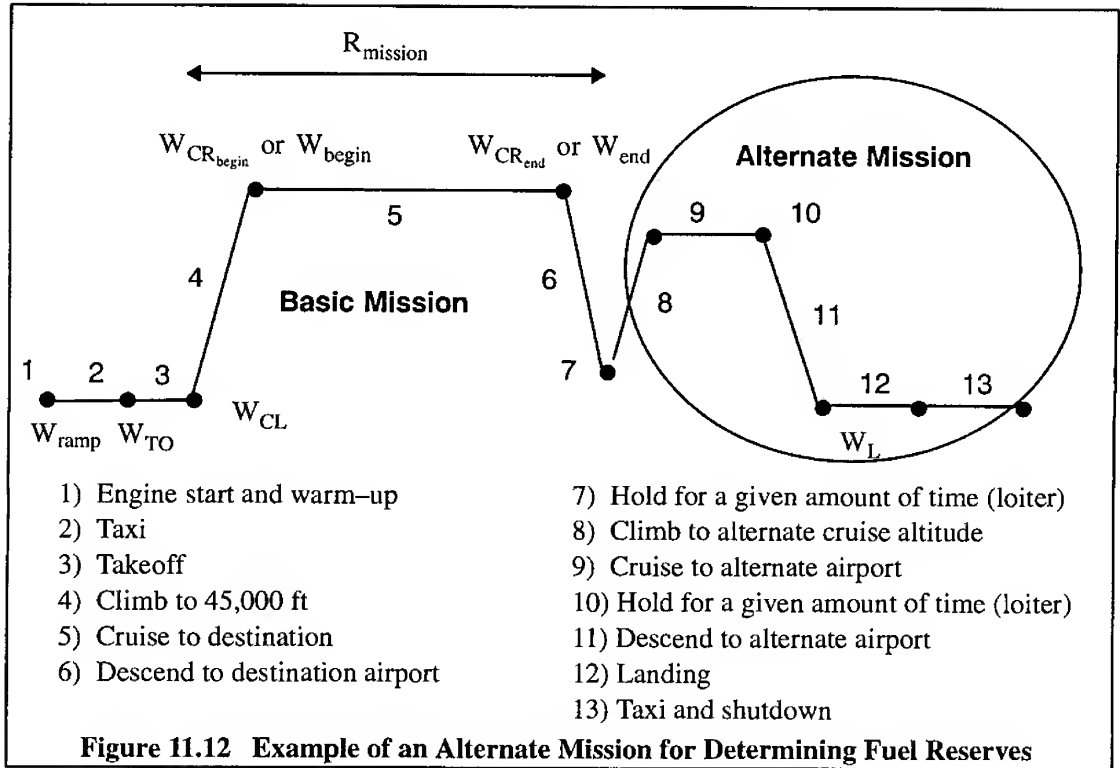 R_mission
W_CR_begin or W_begin
W_CR_end or W_end
Alternate Mission
9
10
5
4
Basic Mission
6
8
11
7
1
2
3
12
13
W_ramp
W_TO
W_CL
W_L
1) Engine start and warm–up
2) Taxi
3) Takeoff
4) Climb to 45,000 ft
5) Cruise to destination
6) Descend to destination airport
7) Hold for a given amount of time (loiter)
8) Climb to alternate cruise altitude
9) Cruise to alternate airport
10) Hold for a given amount of time (loiter)
11) Descend to alternate airport
12) Landing
13) Taxi and shutdown
Figure 11.12 Example of an Alternate Mission for Determining Fuel Reserves